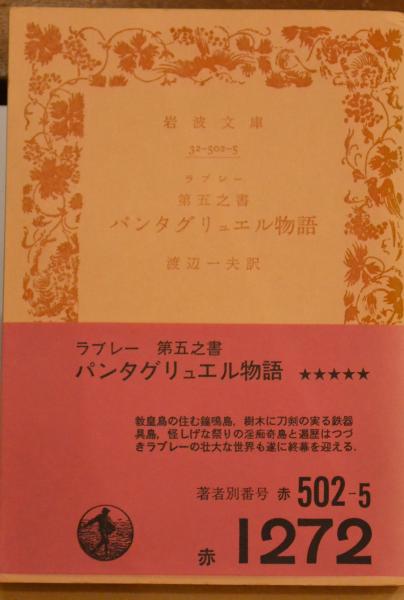 岩波文庫
32-502-5
ラブレー
第五之書
パンタグリュエル物語
渡辺一夫訳
ラブレー 第五之書
パンタグリュエル物語 ★★★★★
教皇鳥の住む鐘鳴島，樹木に刀剣の実る鉄器
具島，怪しげな祭りの淫痴奇島と遍歴はつづ
きラブレーの壮大な世界も遂に終幕を迎える．
著者別番号 赤 502-5
赤 1272